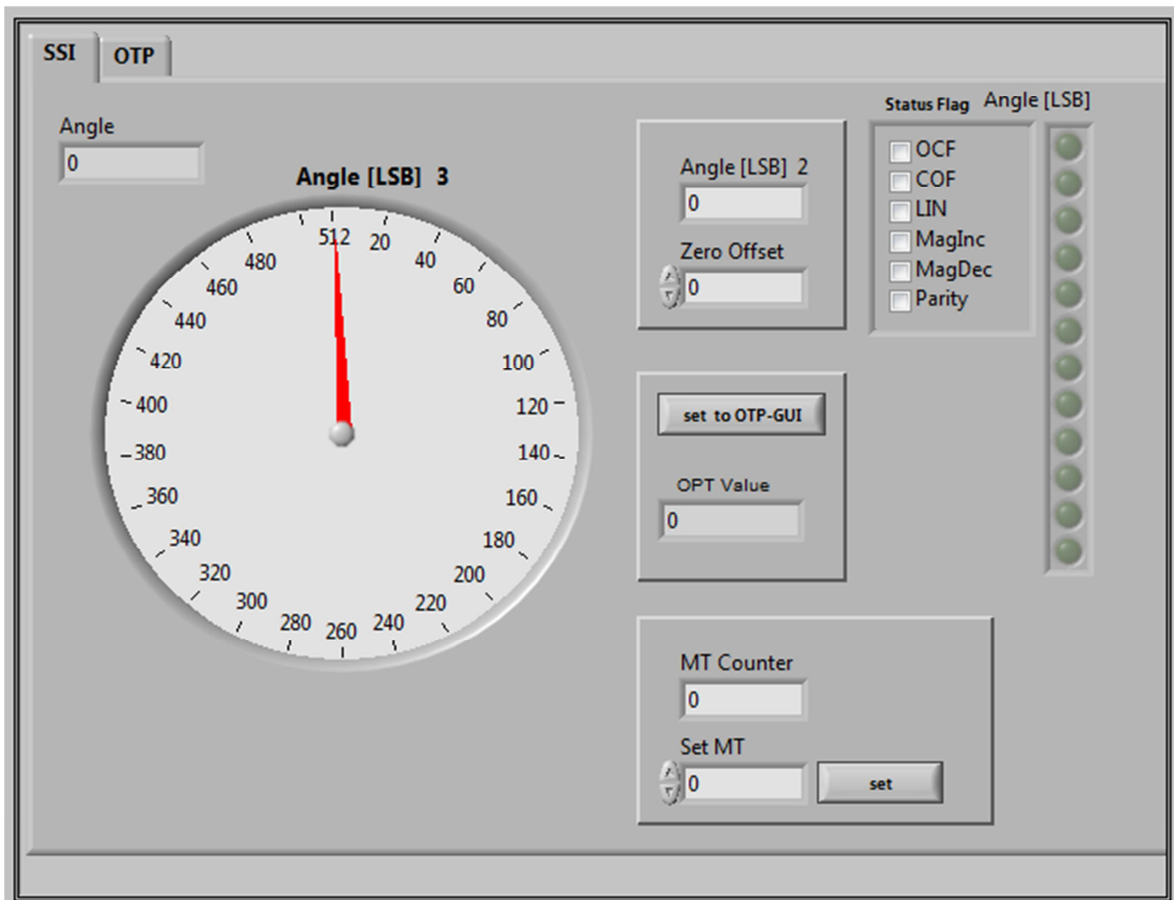 SSI
OTP
Angle
0
Angle [LSB] 3
512
20
40
60
80
100
120
140
160
180
200
220
240
260
280
300
320
340
360
380
400
420
440
460
480
Angle [LSB] 2
0
Zero Offset
0
set to OTP-GUI
OPT Value
0
MT Counter
0
Set MT
0
set
Status Flag
OCF
COF
LIN
MagInc
MagDec
Parity
Angle [LSB]